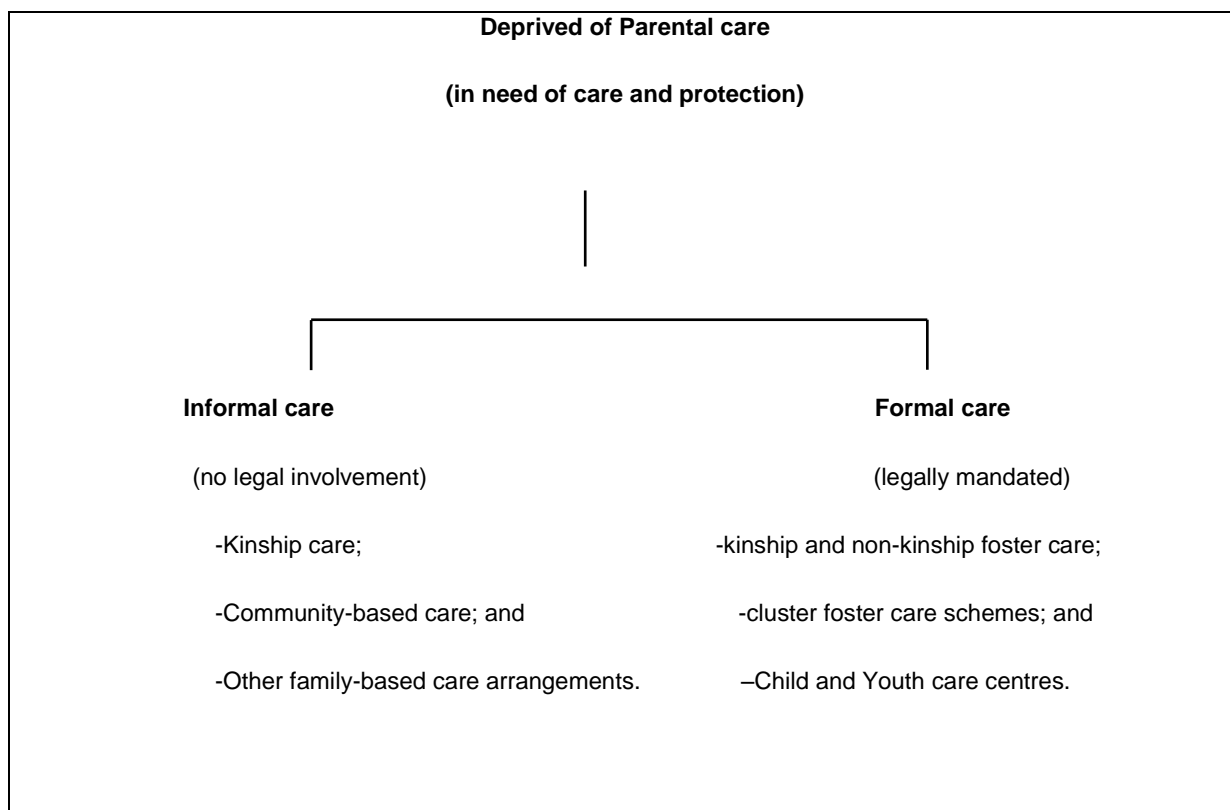 Deprived of Parental care
(in need of care and protection)
Informal care
(no legal involvement)
-Kinship care;
-Community-based care; and
-Other family-based care arrangements.
Formal care
(legally mandated)
-kinship and non-kinship foster care;
-cluster foster care schemes; and
–Child and Youth care centres.